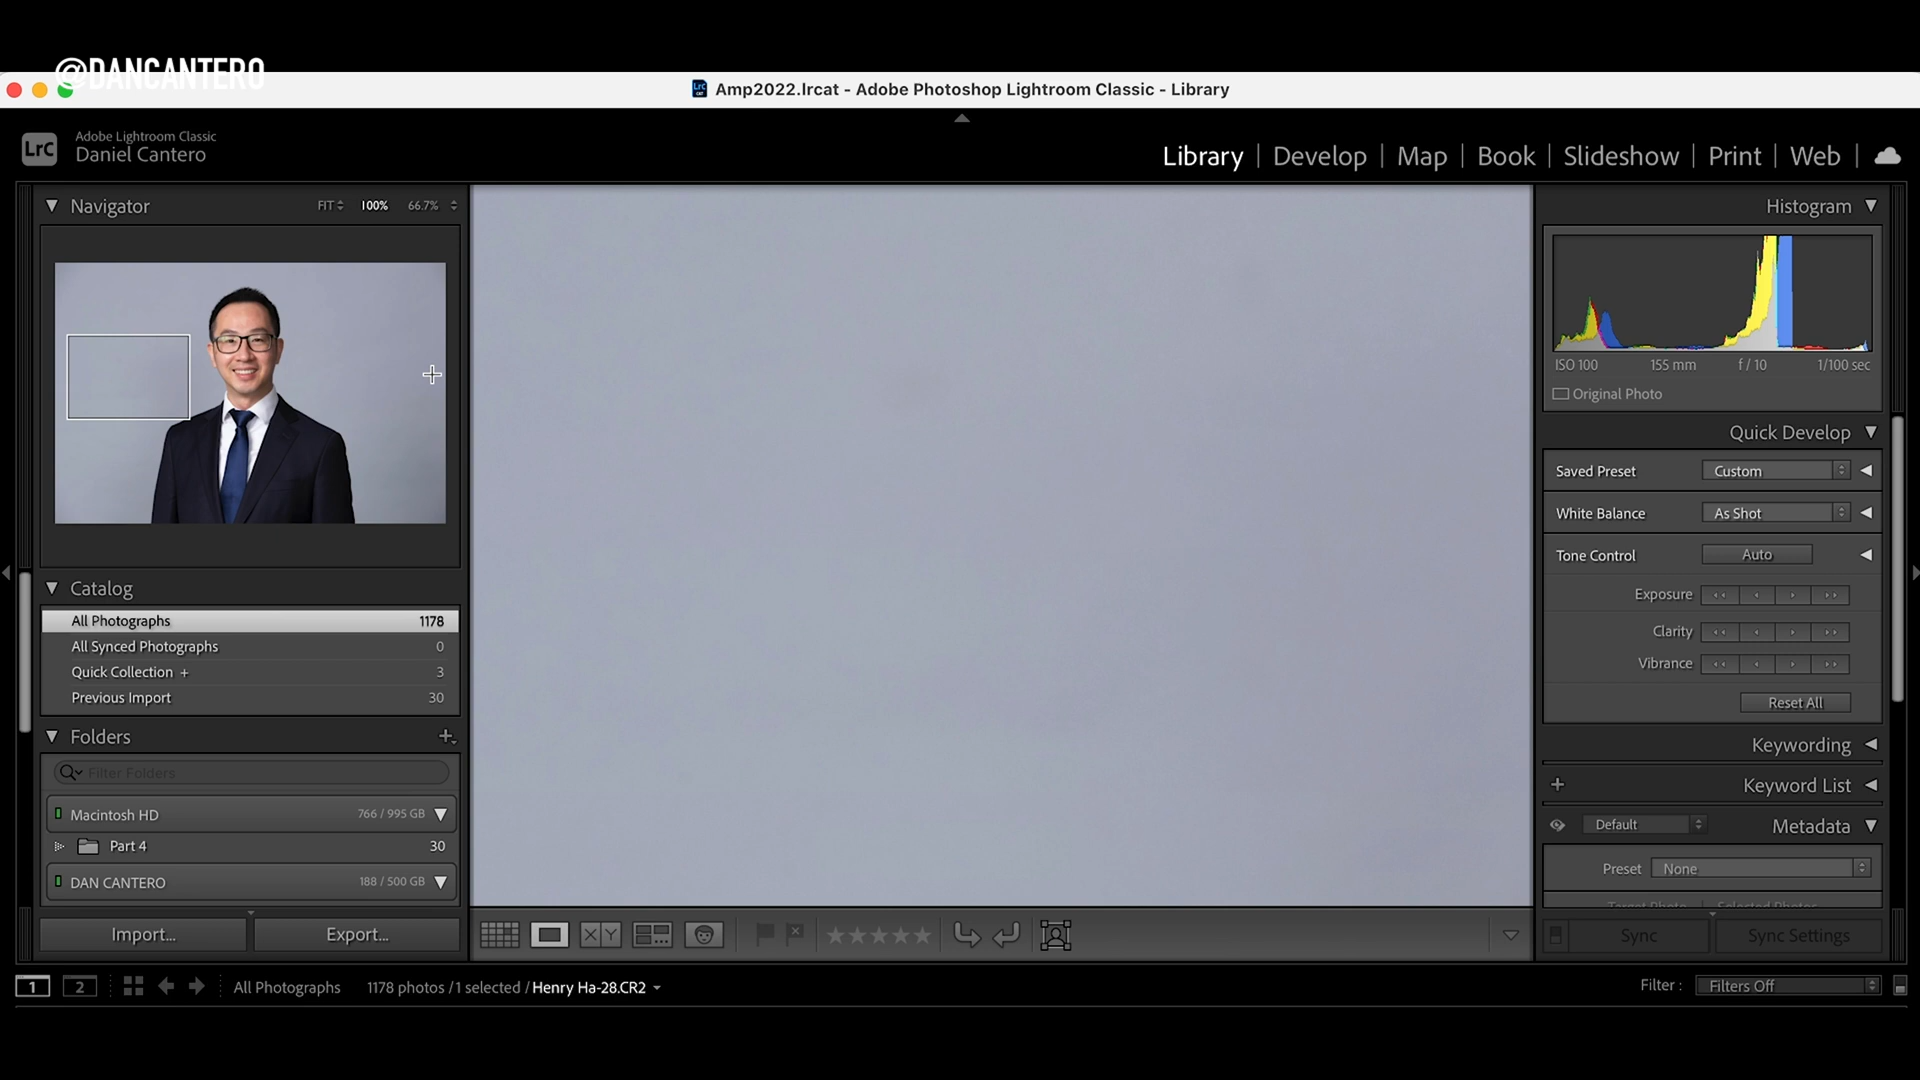 @DANCANTERO
Amp2022.lrcat - Adobe Photoshop Lightroom Classic - Library
LrC
Adobe Lightroom Classic
Daniel Cantero
Library | Develop | Map | Book | Slideshow | Print | Web |
Navigator
FIT
100%
66.7%
Catalog
All Photographs 1178
All Synced Photographs 0
Quick Collection + 3
Previous Import 30
Folders
Filter Folders
Macintosh HD 766 / 995 GB
Part 4 30
DAN CANTERO 188 / 500 GB
Import...
Export...
Histogram
ISO 100 155 mm f / 10 1/100 sec
Original Photo
Quick Develop
Saved Preset Custom
White Balance As Shot
Tone Control Auto
Exposure
Clarity
Vibrance
Reset All
Keywording
Keyword List
Default Metadata
Preset None
Target Photo Selected Photos
Sync
Sync Settings
X Y
1 2 All Photographs 1178 photos / 1 selected / Henry Ha-28.CR2
Filter : Filters Off